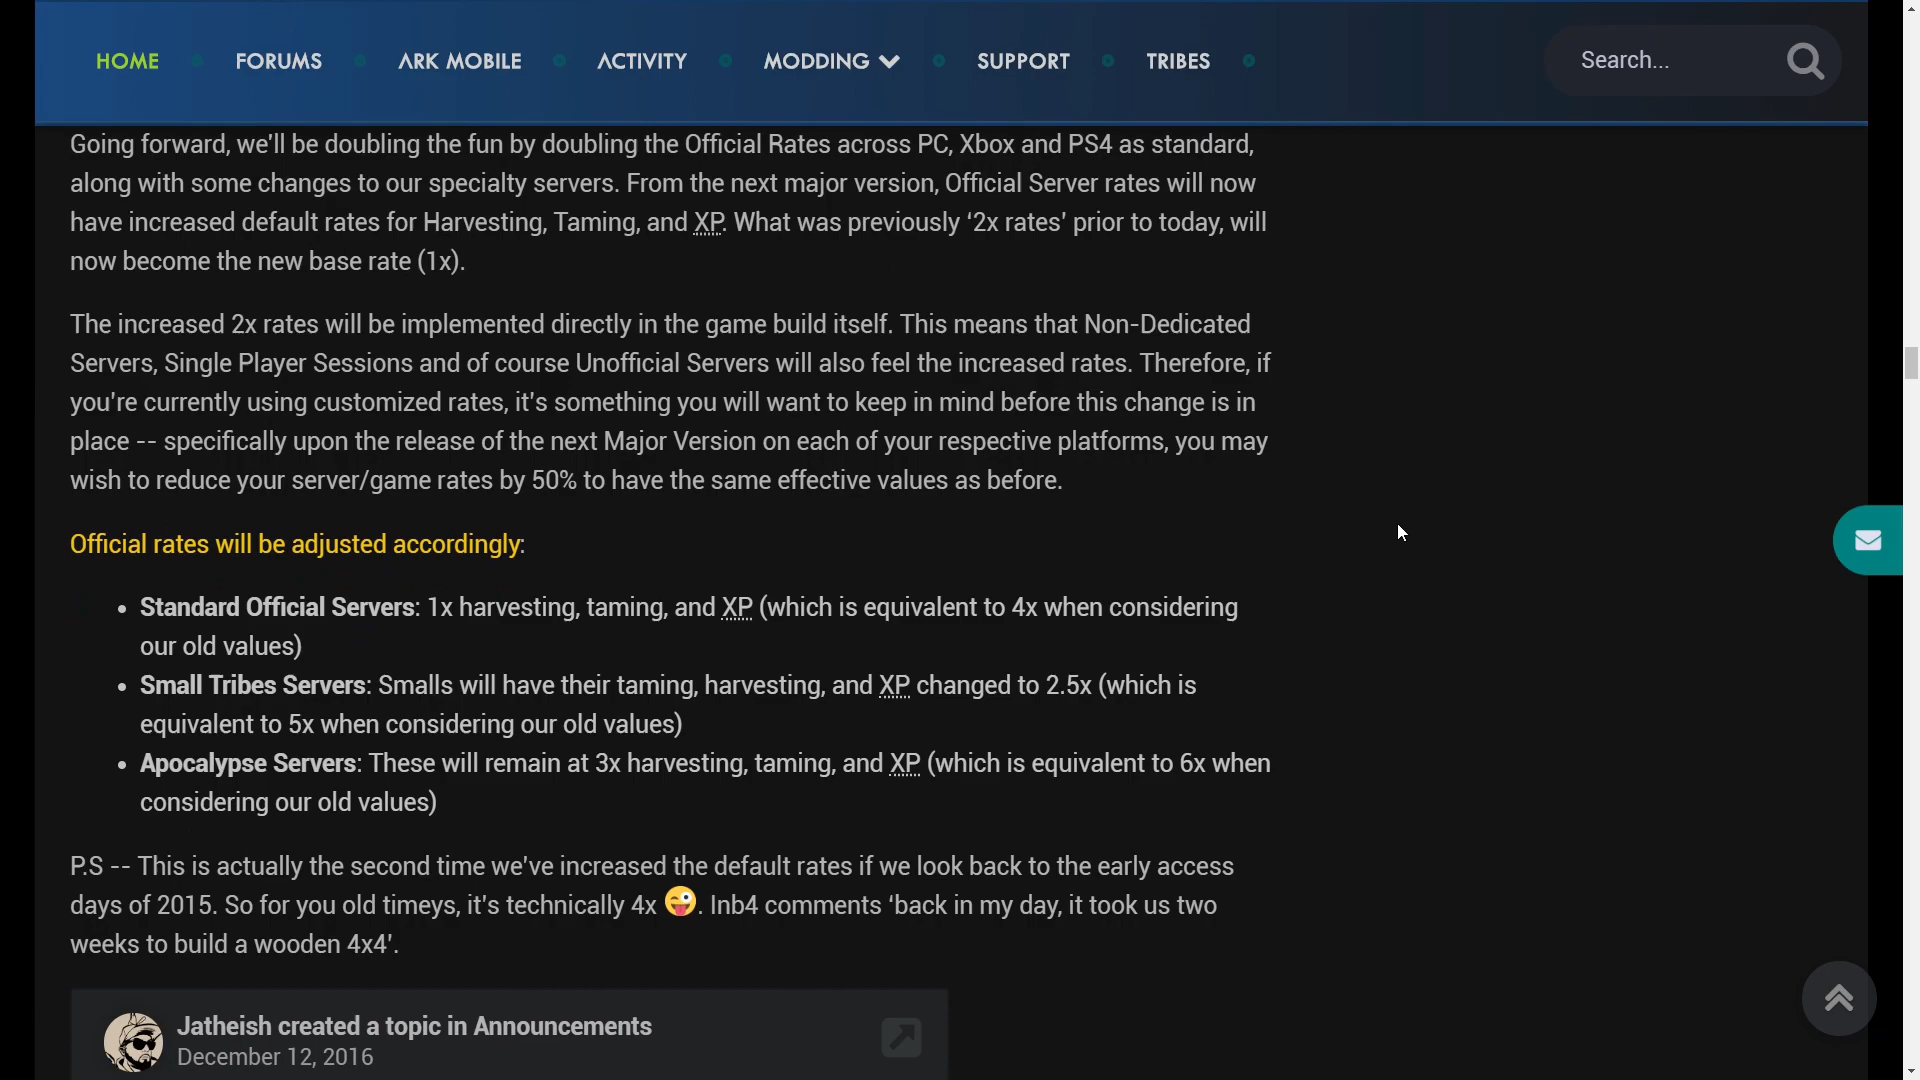 HOME FORUMS ARK MOBILE ACTIVITY MODDING SUPPORT TRIBES Search...
Going forward, we'll be doubling the fun by doubling the Official Rates across PC, Xbox and PS4 as standard,
along with some changes to our specialty servers. From the next major version, Official Server rates will now
have increased default rates for Harvesting, Taming, and XP. What was previously ‘2x rates’ prior to today, will
now become the new base rate (1x).
The increased 2x rates will be implemented directly in the game build itself. This means that Non-Dedicated
Servers, Single Player Sessions and of course Unofficial Servers will also feel the increased rates. Therefore, if
you're currently using customized rates, it's something you will want to keep in mind before this change is in
place -- specifically upon the release of the next Major Version on each of your respective platforms, you may
wish to reduce your server/game rates by 50% to have the same effective values as before.
Official rates will be adjusted accordingly:
• Standard Official Servers: 1x harvesting, taming, and XP (which is equivalent to 4x when considering
our old values)
• Small Tribes Servers: Smalls will have their taming, harvesting, and XP changed to 2.5x (which is
equivalent to 5x when considering our old values)
• Apocalypse Servers: These will remain at 3x harvesting, taming, and XP (which is equivalent to 6x when
considering our old values)
P.S -- This is actually the second time we've increased the default rates if we look back to the early access
days of 2015. So for you old timeys, it's technically 4x 😜. Inb4 comments ‘back in my day, it took us two
weeks to build a wooden 4x4’.
Jatheish created a topic in Announcements
December 12, 2016